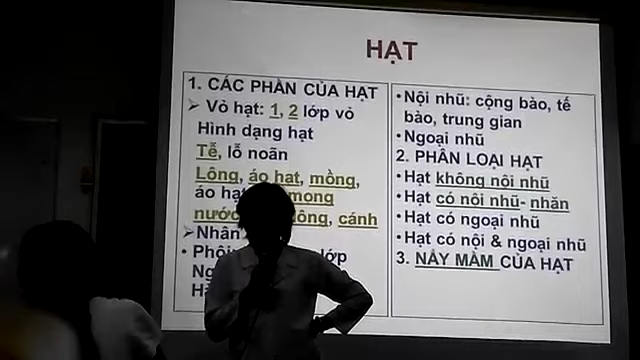 HẠT
1. CÁC PHẦN CỦA HẠT
➢ Vỏ hạt: 1, 2 lớp vỏ
Hình dạng hạt
Tễ, lỗ noãn
Lông, áo hạt, mồng,
áo hạt mong
nước lông, cánh
➢ Nhân
• Phôi lớp
• Nội nhũ: cộng bào, tế
bào, trung gian
• Ngoại nhũ
2. PHÂN LOẠI HẠT
• Hạt không nội nhũ
• Hạt có nôi nhũ- nhăn
• Hạt có ngoại nhũ
• Hạt có nội & ngoại nhũ
3. NẢY MẦM CỦA HẠT